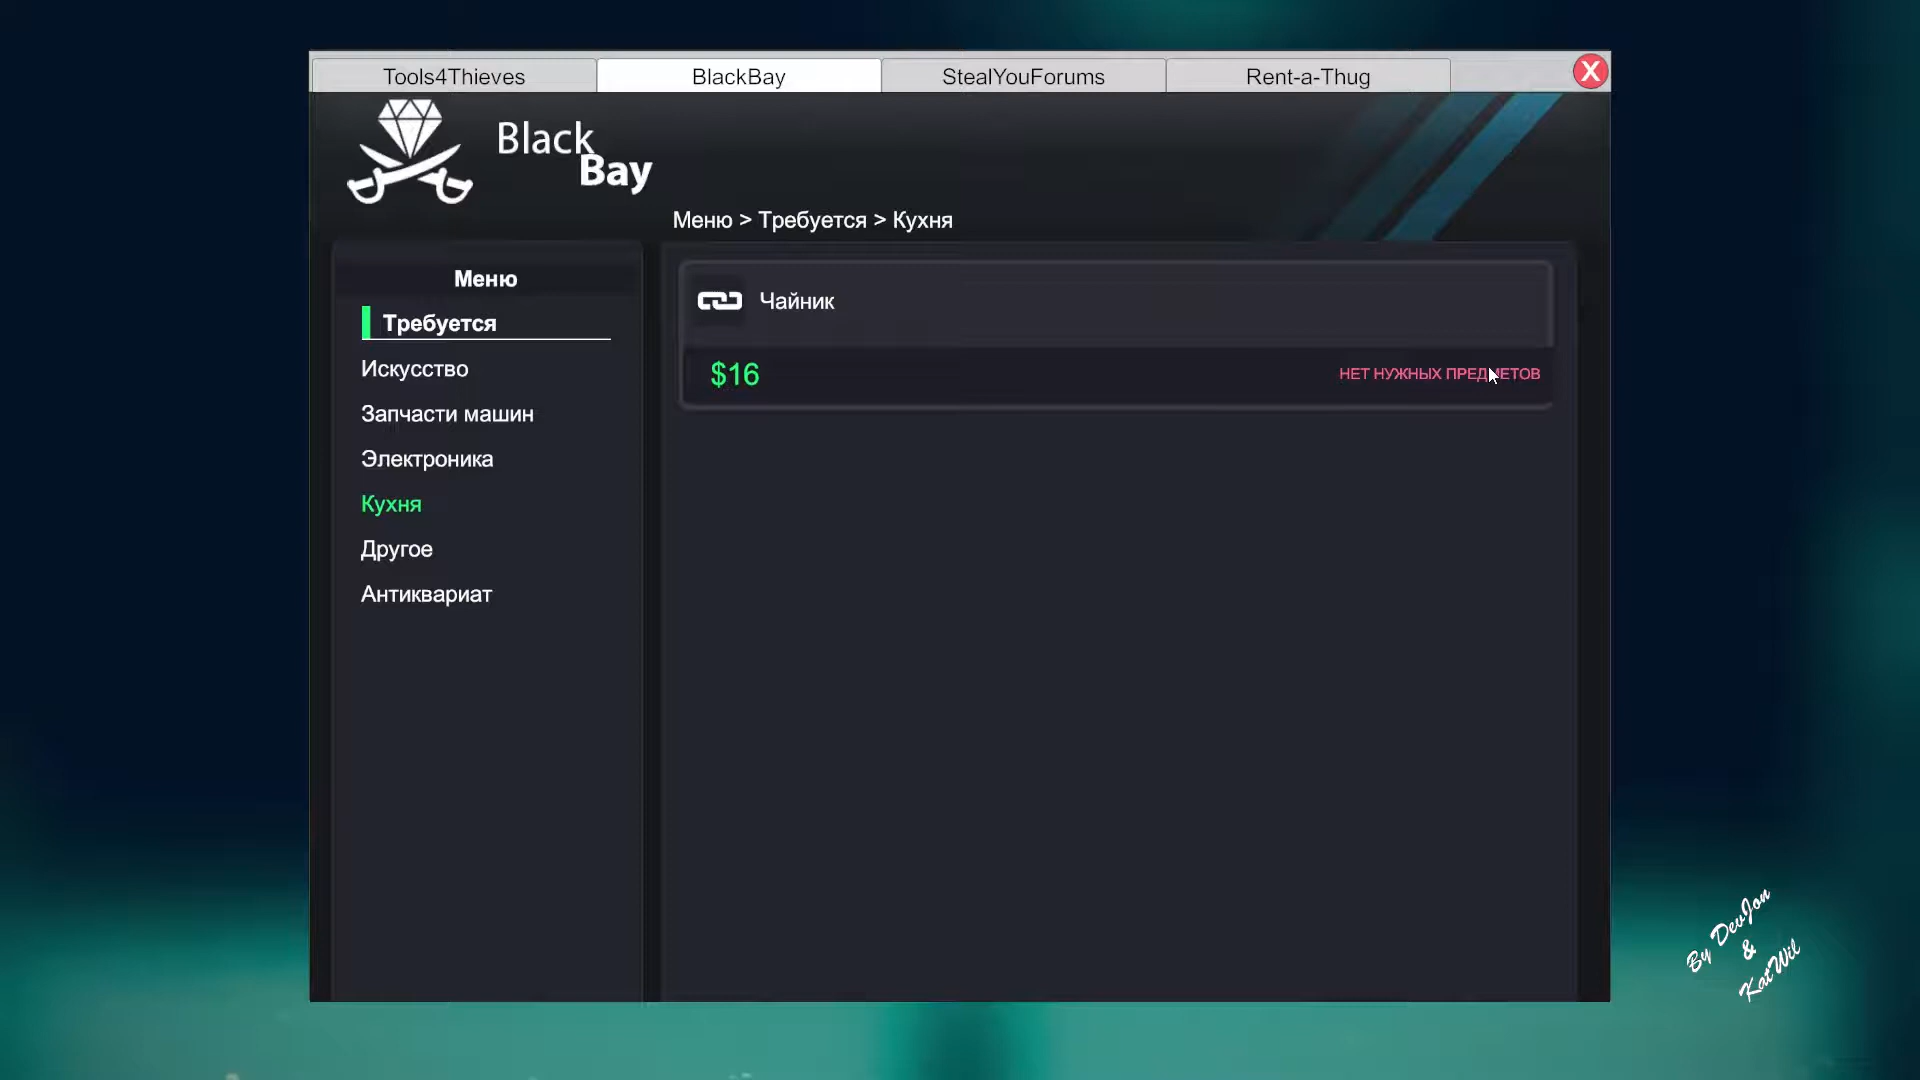 Tools4Thieves
BlackBay
StealYouForums
Rent-a-Thug
X
Black
Bay
Меню > Требуется > Кухня
Меню
Требуется
Искусство
Запчасти машин
Электроника
Кухня
Другое
Антиквариат
Чайник
$16
НЕТ НУЖНЫХ ПРЕДМЕТОВ
By DevJon
&
KatWil